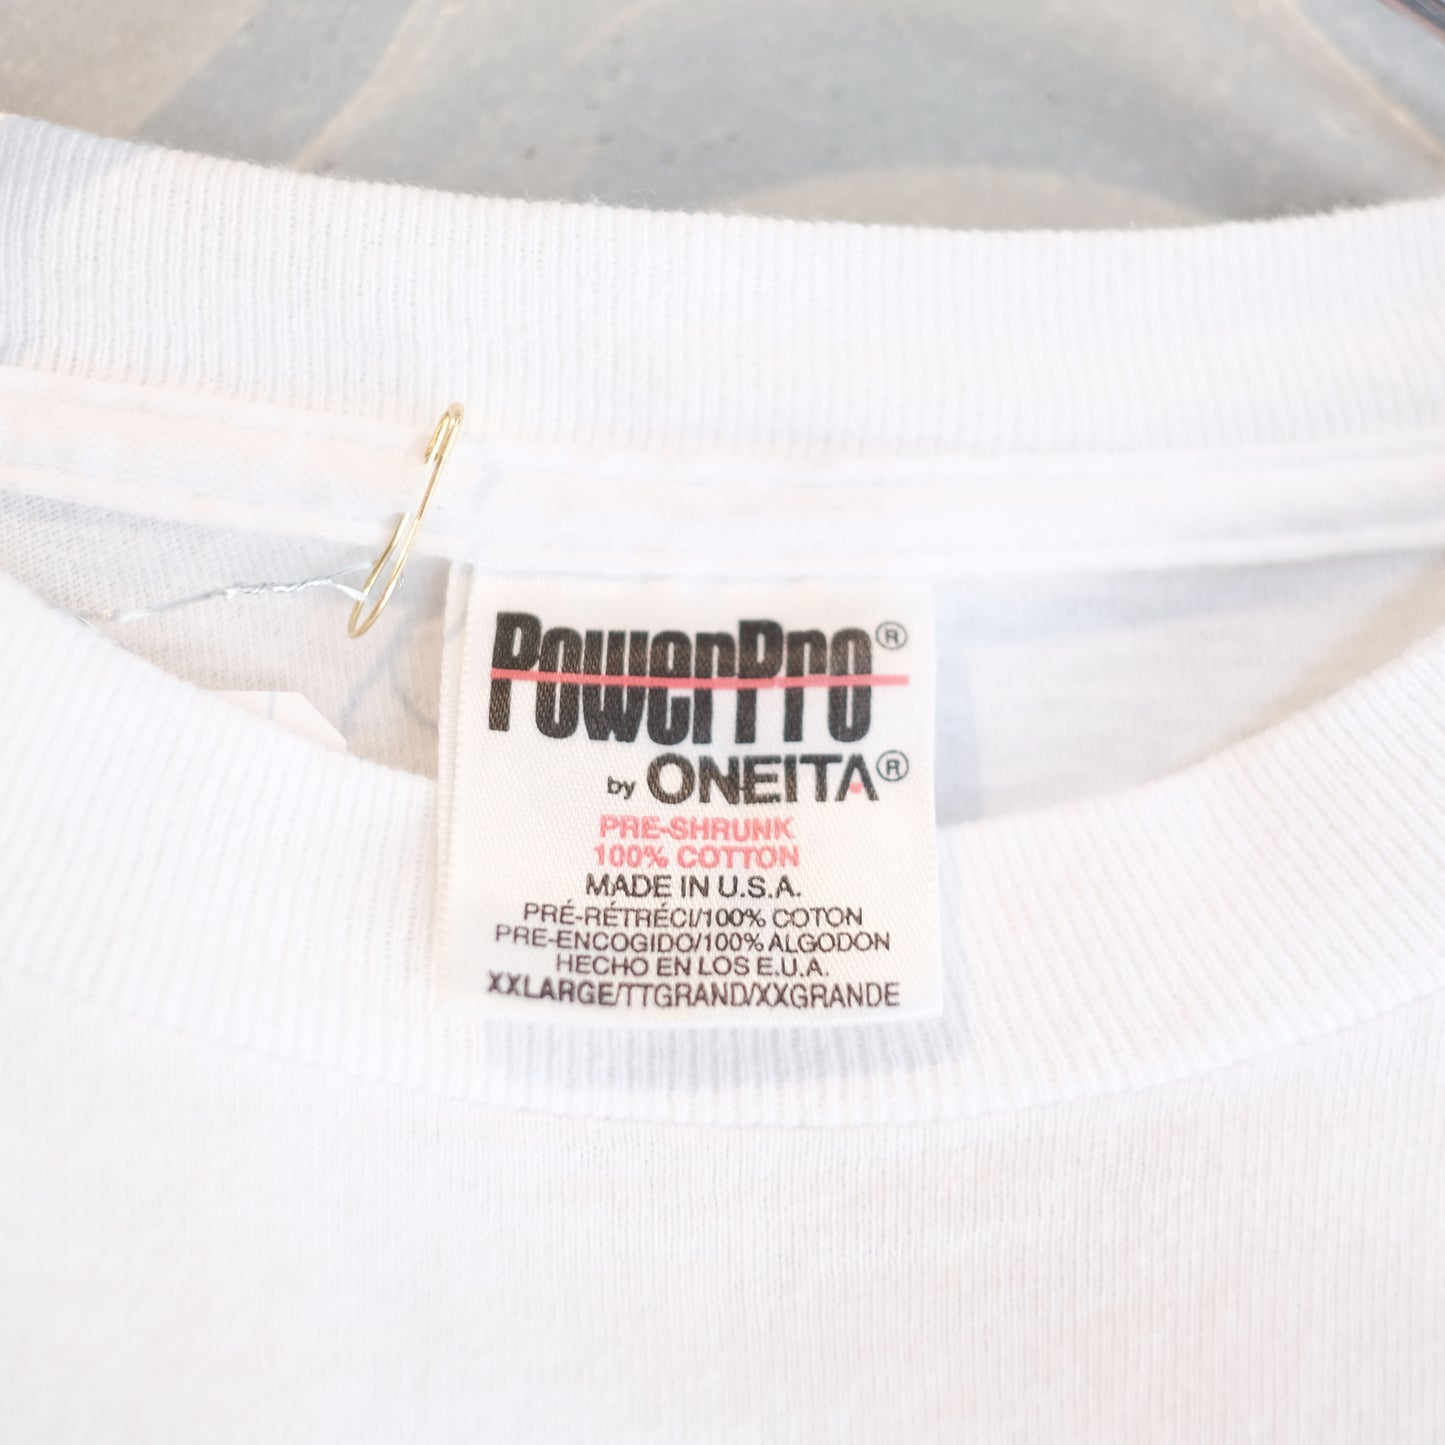 PowerPro®
by ONEITA®
PRE-SHRUNK
100% COTTON
MADE IN U.S.A.
PRÉ-RÉTRÉCI/100% COTON
PRE-ENCOGIDO/100% ALGODON
HECHO EN LOS E.U.A.
XXLARGE/TTGRAND/XXGRANDE